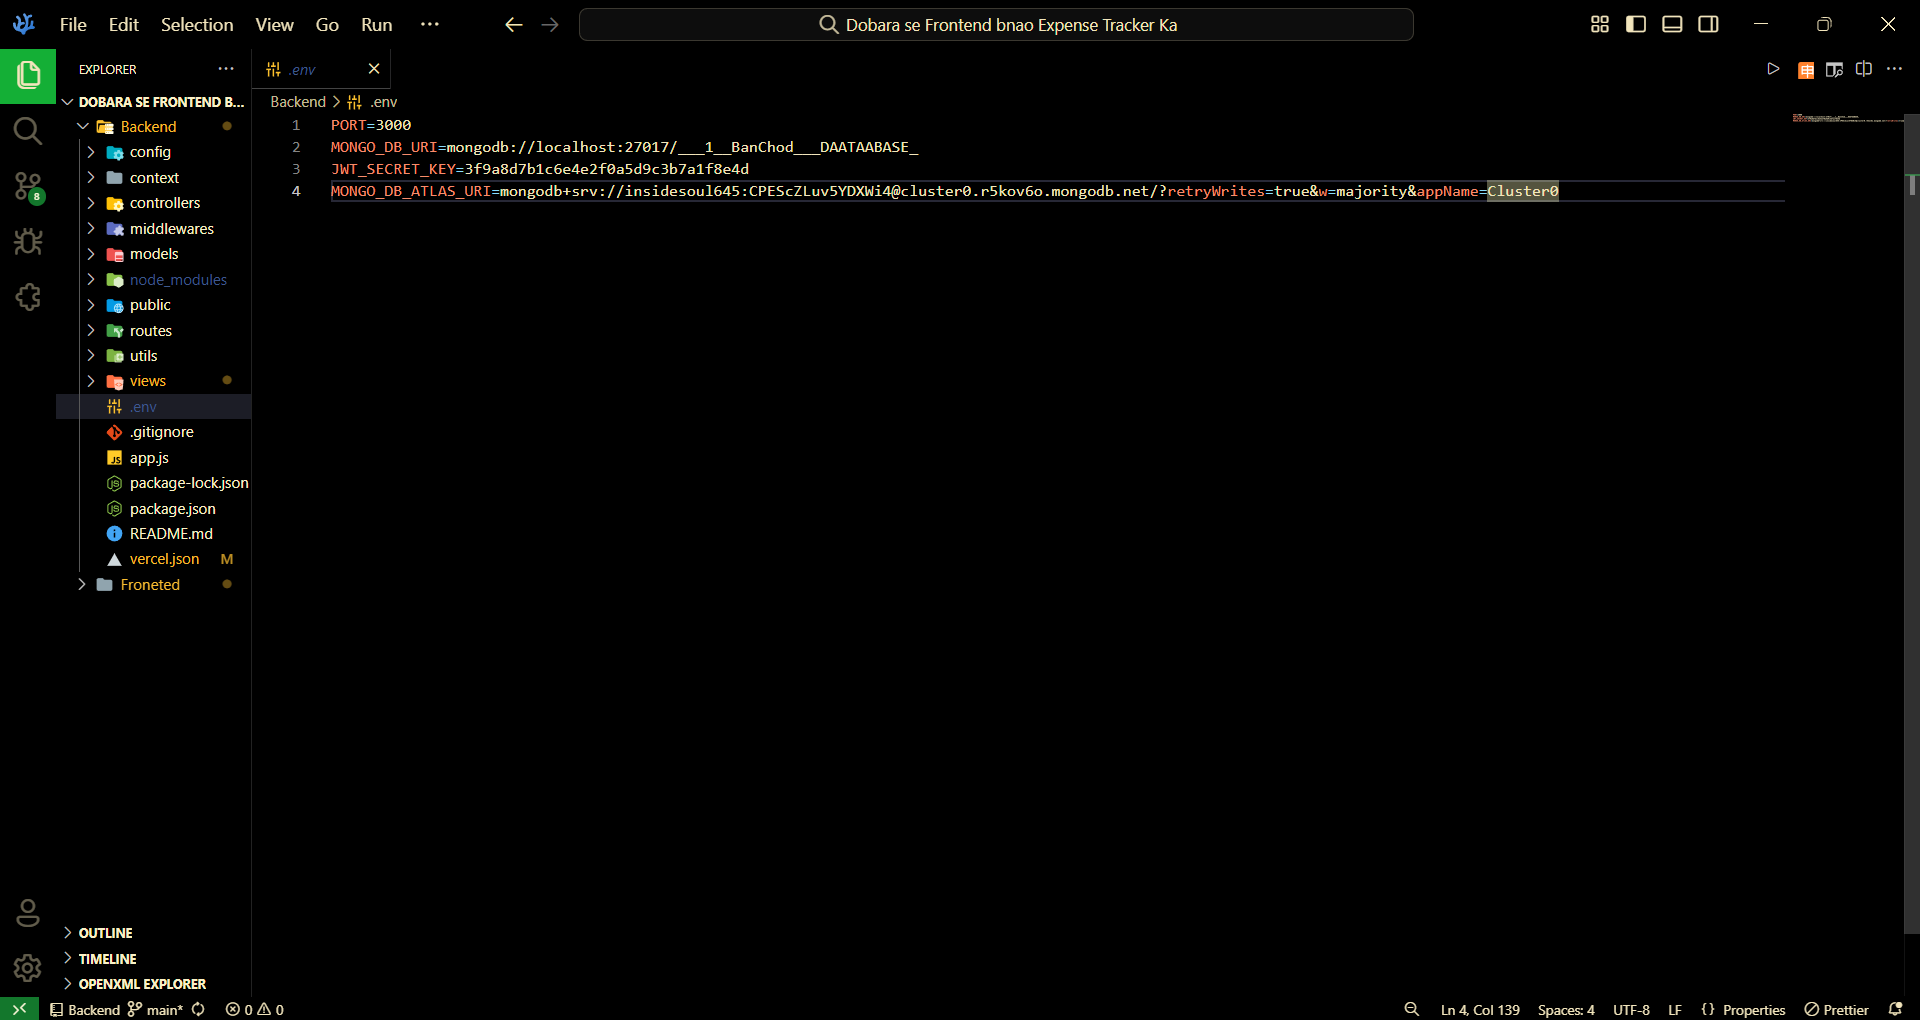 File Edit Selection View Go Run ···
Dobara se Frontend bnao Expense Tracker Ka
EXPLORER ···
DOBARA SE FRONTEND B...
Backend
config
context
controllers
middlewares
models
node_modules
public
routes
utils
views
.env
.gitignore
app.js
package-lock.json
package.json
README.md
vercel.json M
Froneted
OUTLINE
TIMELINE
OPENXML EXPLORER
8
.env
Backend > .env
1 PORT=3000
2 MONGO_DB_URI=mongodb://localhost:27017/___1__BanChod___DAATAABASE_
3 JWT_SECRET_KEY=3f9a8d7b1c6e4e2f0a5d9c3b7a1f8e4d
4 MONGO_DB_ATLAS_URI=mongodb+srv://insidesoul645:CPEScZLuv5YDXWi4@cluster0.r5kov6o.mongodb.net/?retryWrites=true&w=majority&appName=Cluster0
Backend main* 0 0
Ln 4, Col 139 Spaces: 4 UTF-8 LF {} Properties Prettier